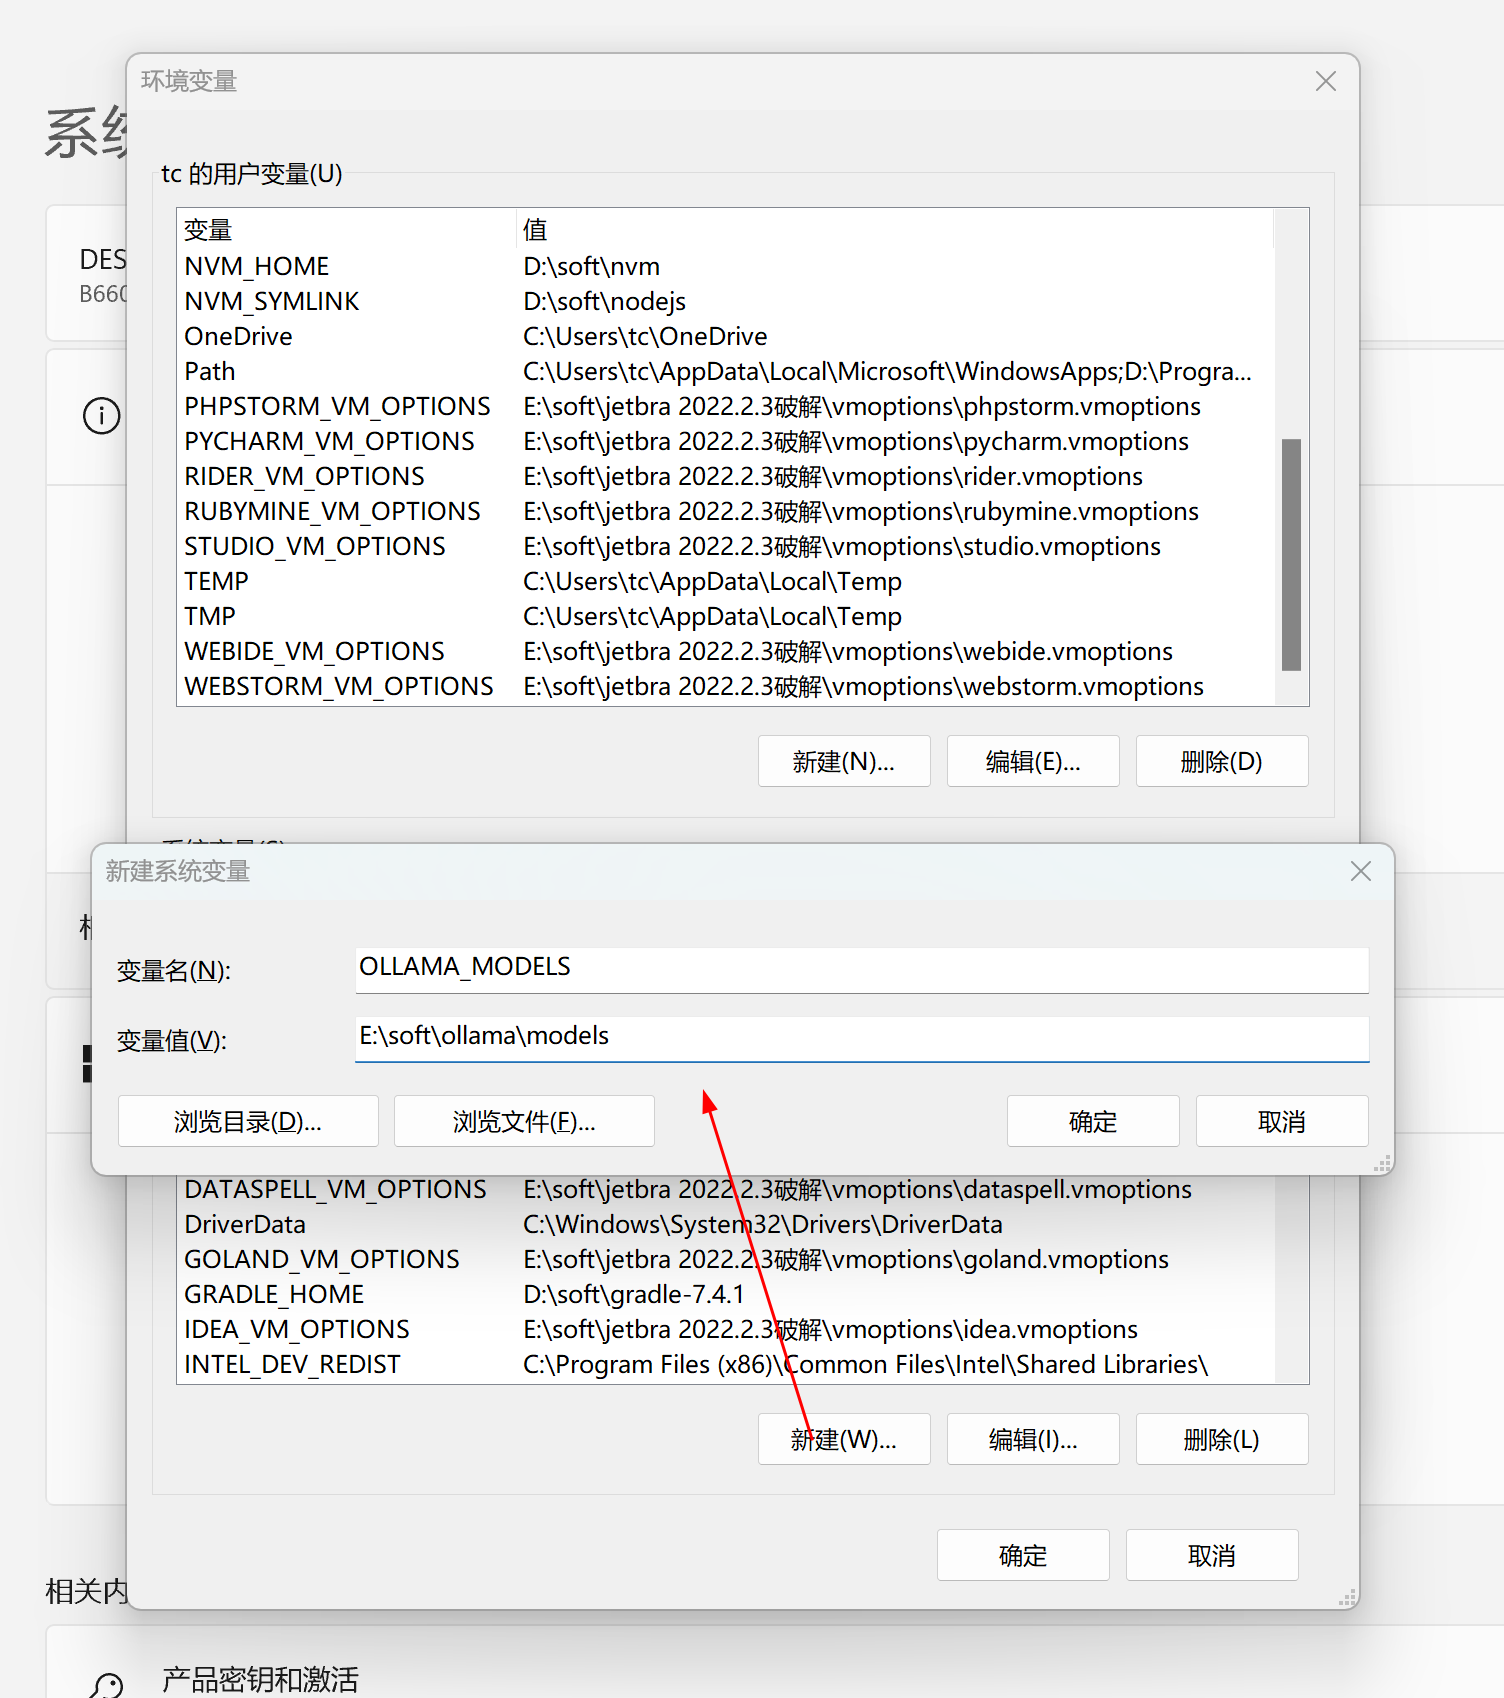 环境变量
系统
tc 的用户变量(U)
变量 值
NVM_HOME D:\soft\nvm
NVM_SYMLINK D:\soft\nodejs
OneDrive C:\Users\tc\OneDrive
Path C:\Users\tc\AppData\Local\Microsoft\WindowsApps;D:\Progra...
PHPSTORM_VM_OPTIONS E:\soft\jetbra 2022.2.3破解\vmoptions\phpstorm.vmoptions
PYCHARM_VM_OPTIONS E:\soft\jetbra 2022.2.3破解\vmoptions\pycharm.vmoptions
RIDER_VM_OPTIONS E:\soft\jetbra 2022.2.3破解\vmoptions\rider.vmoptions
RUBYMINE_VM_OPTIONS E:\soft\jetbra 2022.2.3破解\vmoptions\rubymine.vmoptions
STUDIO_VM_OPTIONS E:\soft\jetbra 2022.2.3破解\vmoptions\studio.vmoptions
TEMP C:\Users\tc\AppData\Local\Temp
TMP C:\Users\tc\AppData\Local\Temp
WEBIDE_VM_OPTIONS E:\soft\jetbra 2022.2.3破解\vmoptions\webide.vmoptions
WEBSTORM_VM_OPTIONS E:\soft\jetbra 2022.2.3破解\vmoptions\webstorm.vmoptions
DES
B660
新建(N)... 编辑(E)... 删除(D)
系统变量(S)
新建系统变量
变量名(N): OLLAMA_MODELS
变量值(V): E:\soft\ollama\models
浏览目录(D)... 浏览文件(F)... 确定 取消
DATASPELL_VM_OPTIONS E:\soft\jetbra 2022.2.3破解\vmoptions\dataspell.vmoptions
DriverData C:\Windows\System32\Drivers\DriverData
GOLAND_VM_OPTIONS E:\soft\jetbra 2022.2.3破解\vmoptions\goland.vmoptions
GRADLE_HOME D:\soft\gradle-7.4.1
IDEA_VM_OPTIONS E:\soft\jetbra 2022.2.3破解\vmoptions\idea.vmoptions
INTEL_DEV_REDIST C:\Program Files (x86)\Common Files\Intel\Shared Libraries\
新建(W)... 编辑(I)... 删除(L)
确定 取消
相关内
产品密钥和激活